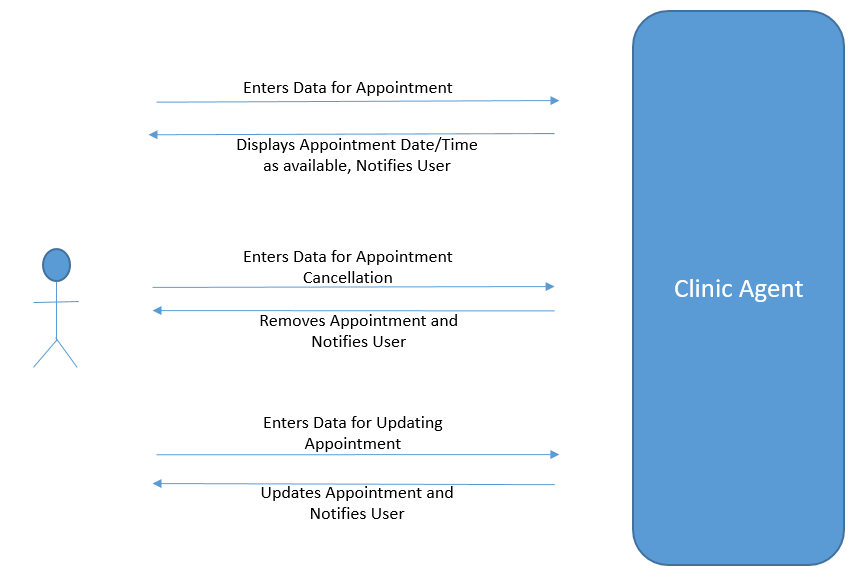 Enters Data for Appointment
Displays Appointment Date/Time
as available, Notifies User
Enters Data for Appointment
Cancellation
Clinic Agent
Removes Appointment and
Notifies User
Enters Data for Updating
Appointment
Updates Appointment and
Notifies User